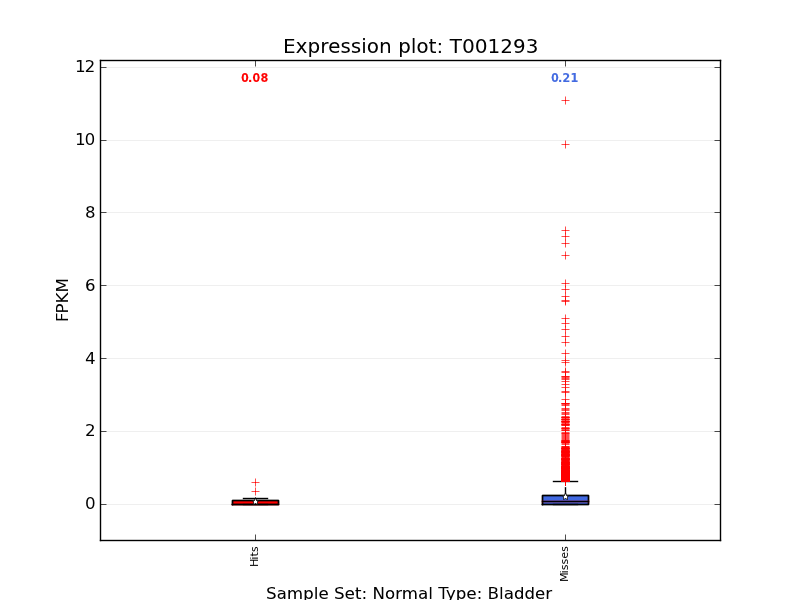 Expression plot: T001293
0.08
0.21
12
10
8
6
4
2
0
FPKM
Hits
Misses
Sample Set: Normal Type: Bladder